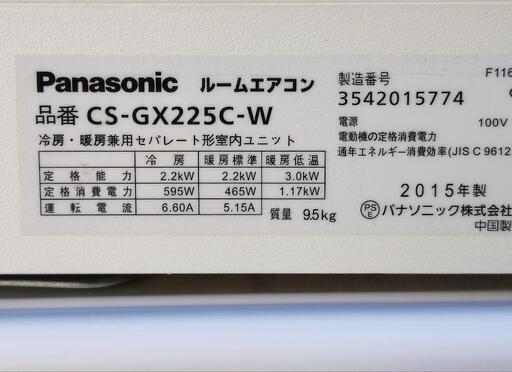 Panasonic ルームエアコン
品番 CS-GX225C-W
冷房・暖房兼用セパレート形室内ユニット
冷房 暖房標準 暖房低温
定格能力 2.2kW 2.2kW 3.0kW
定格消費電力 595W 465W 1.17kW
運転電流 6.60A 5.15A
質量 9.5kg
F116
製造番号
3542015774
電源 100V
電動機の定格消費電力
通年エネルギー消費効率(JIS C 9612
2015年製
PSE パナソニック株式会
中国製